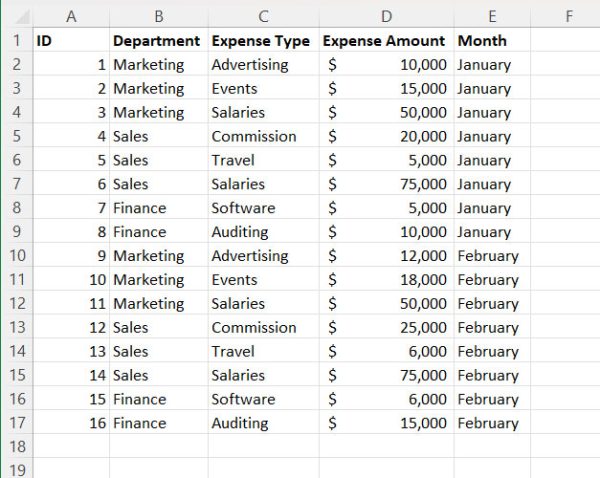 A B C D E F
1 ID Department Expense Type Expense Amount Month
2 1 Marketing Advertising $ 10,000 January
3 2 Marketing Events $ 15,000 January
4 3 Marketing Salaries $ 50,000 January
5 4 Sales Commission $ 20,000 January
6 5 Sales Travel $ 5,000 January
7 6 Sales Salaries $ 75,000 January
8 7 Finance Software $ 5,000 January
9 8 Finance Auditing $ 10,000 January
10 9 Marketing Advertising $ 12,000 February
11 10 Marketing Events $ 18,000 February
12 11 Marketing Salaries $ 50,000 February
13 12 Sales Commission $ 25,000 February
14 13 Sales Travel $ 6,000 February
15 14 Sales Salaries $ 75,000 February
16 15 Finance Software $ 6,000 February
17 16 Finance Auditing $ 15,000 February
18
19